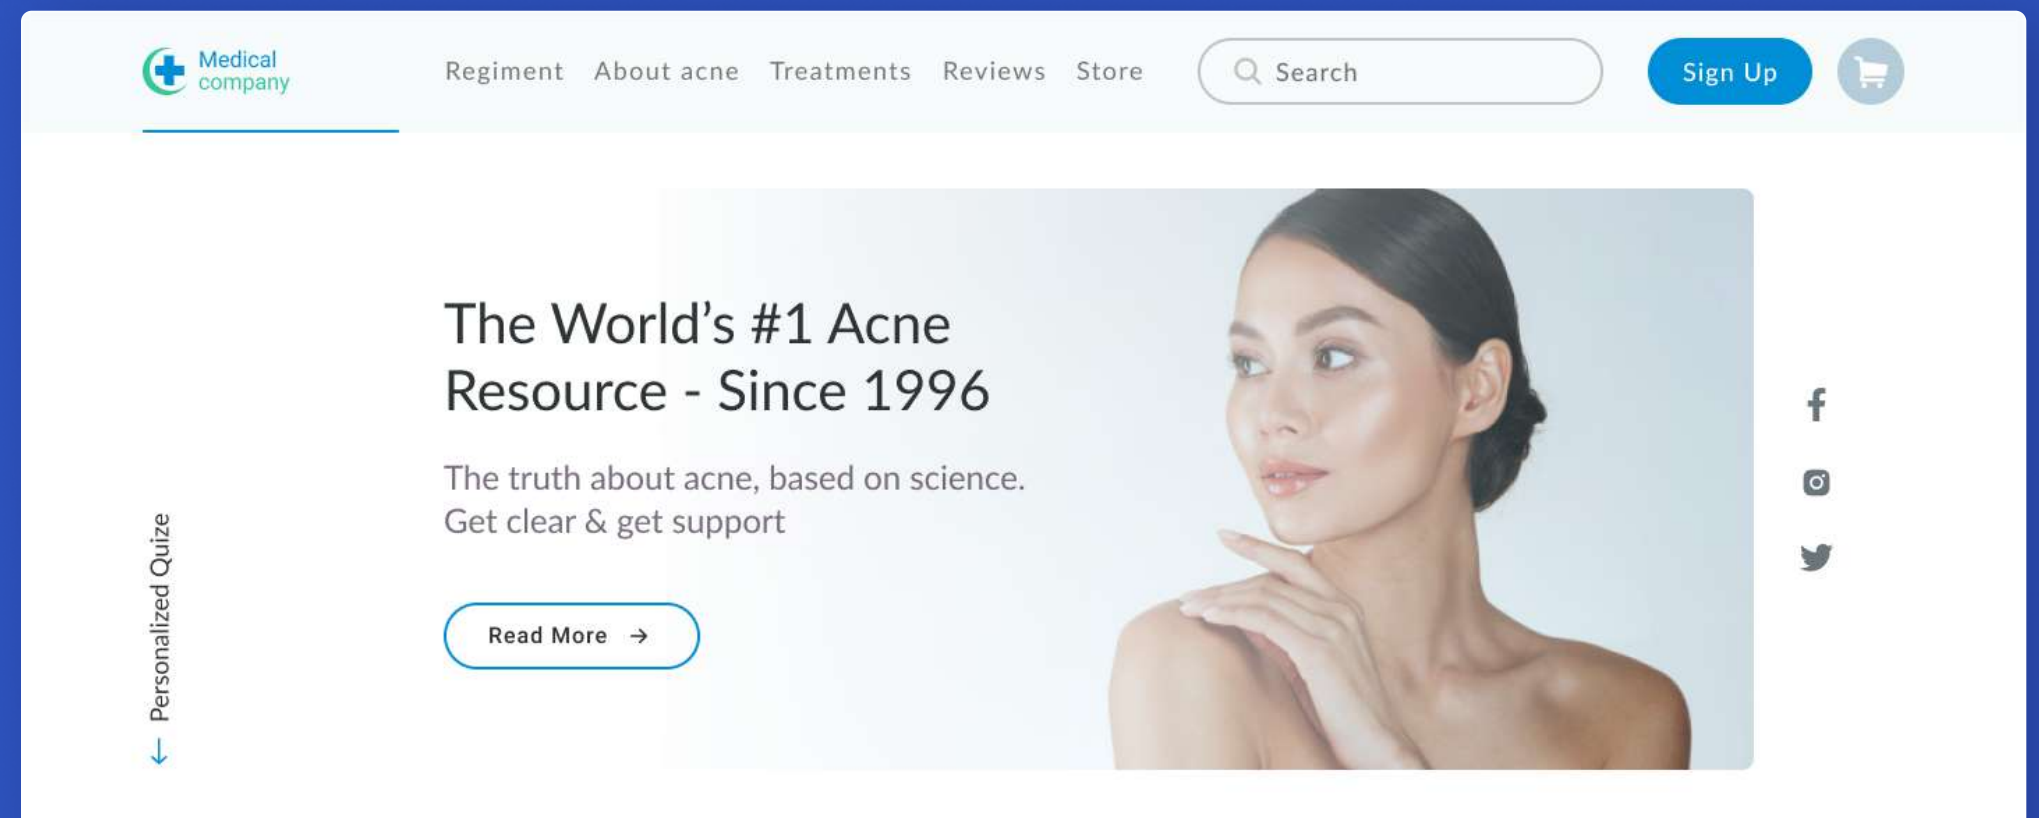 Medical
company
Regiment
About acne
Treatments
Reviews
Store
Search
Sign Up
The World’s #1 Acne
Resource - Since 1996
The truth about acne, based on science.
Get clear & get support
Read More →
Personalized Quize